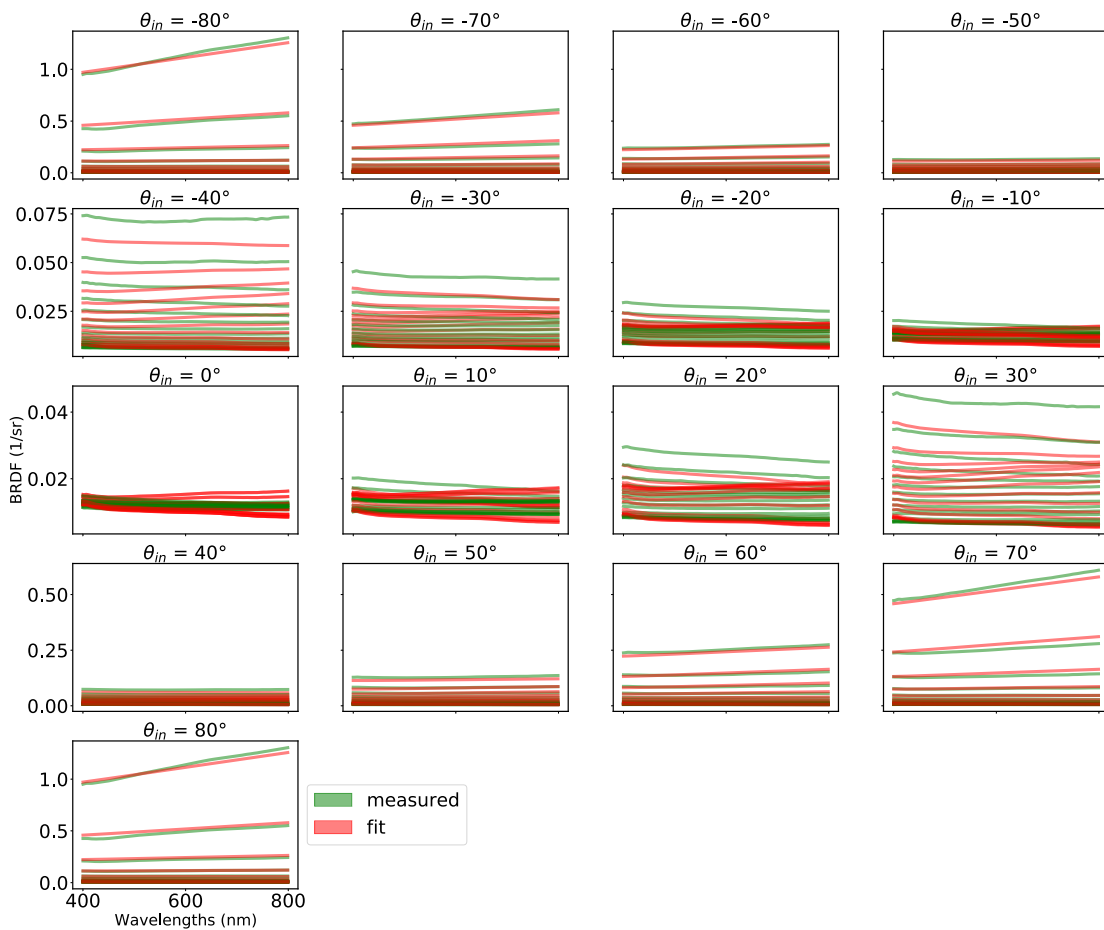 θin = -80° θin = -70° θin = -60° θin = -50°
1.0
0.5
0.0
θin = -40° θin = -30° θin = -20° θin = -10°
0.075
0.050
0.025
θin = 0° θin = 10° θin = 20° θin = 30°
0.04
0.02
BRDF (1/sr)
θin = 40° θin = 50° θin = 60° θin = 70°
0.50
0.25
0.00
θin = 80°
1.0
0.5
0.0
measured
fit
400 600 800
Wavelengths (nm)